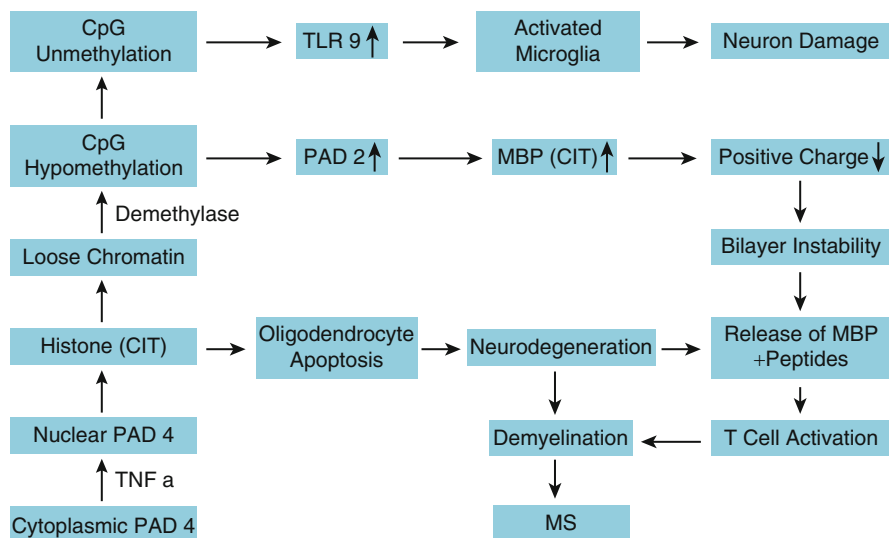 CpG
Unmethylation
TLR 9
Activated
Microglia
Neuron Damage
CpG
Hypomethylation
PAD 2
MBP (CIT)
Positive Charge
Demethylase
Loose Chromatin
Bilayer Instability
Histone (CIT)
Oligodendrocyte
Apoptosis
Neurodegeneration
Release of MBP
+Peptides
Nuclear PAD 4
Demyelination
T Cell Activation
TNF a
Cytoplasmic PAD 4
MS